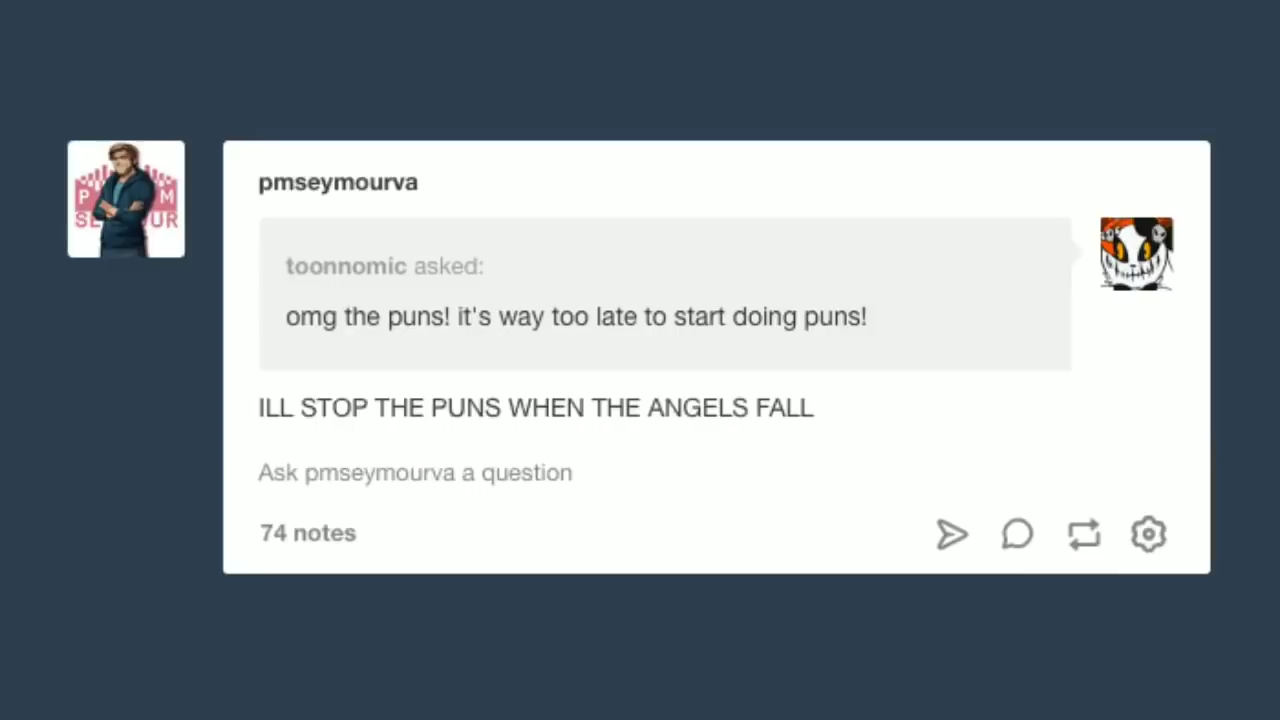 pmseymourva
toonnomic asked:
omg the puns! it's way too late to start doing puns!
ILL STOP THE PUNS WHEN THE ANGELS FALL
Ask pmseymourva a question
74 notes